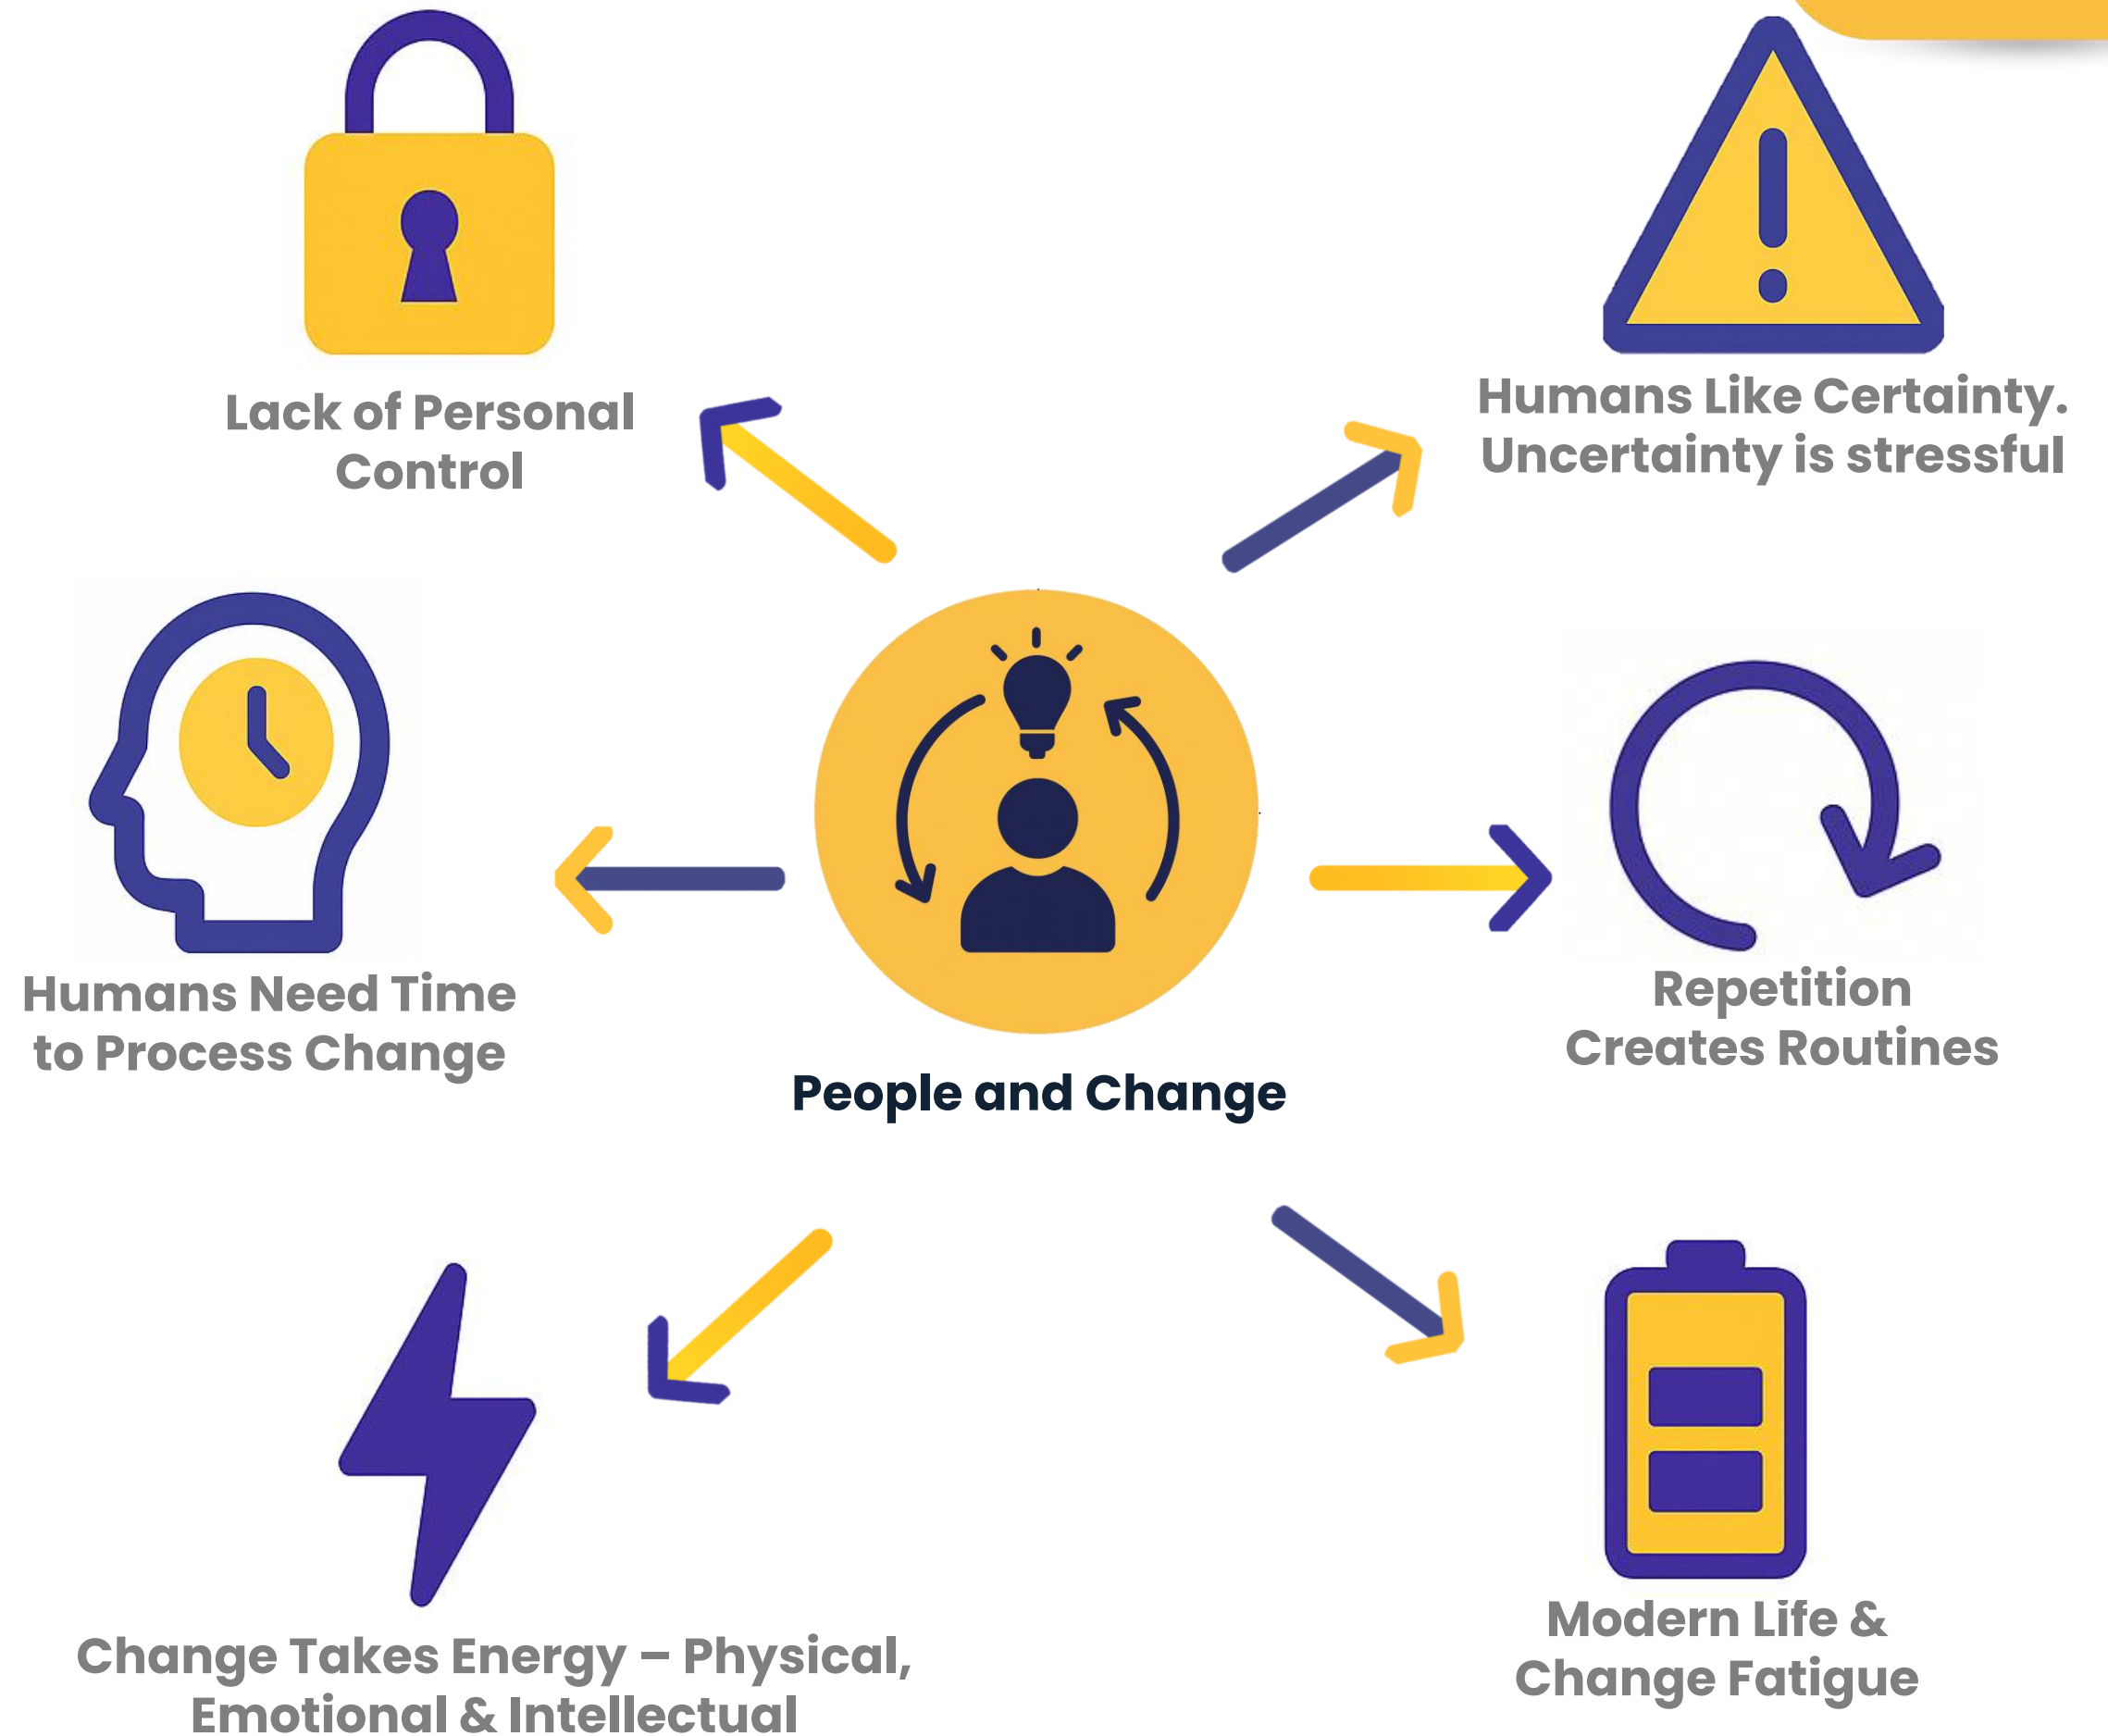 Lack of Personal
Control
Humans Like Certainty.
Uncertainty is stressful
Humans Need Time
to Process Change
People and Change
Repetition
Creates Routines
Change Takes Energy – Physical,
Emotional & Intellectual
Modern Life &
Change Fatigue